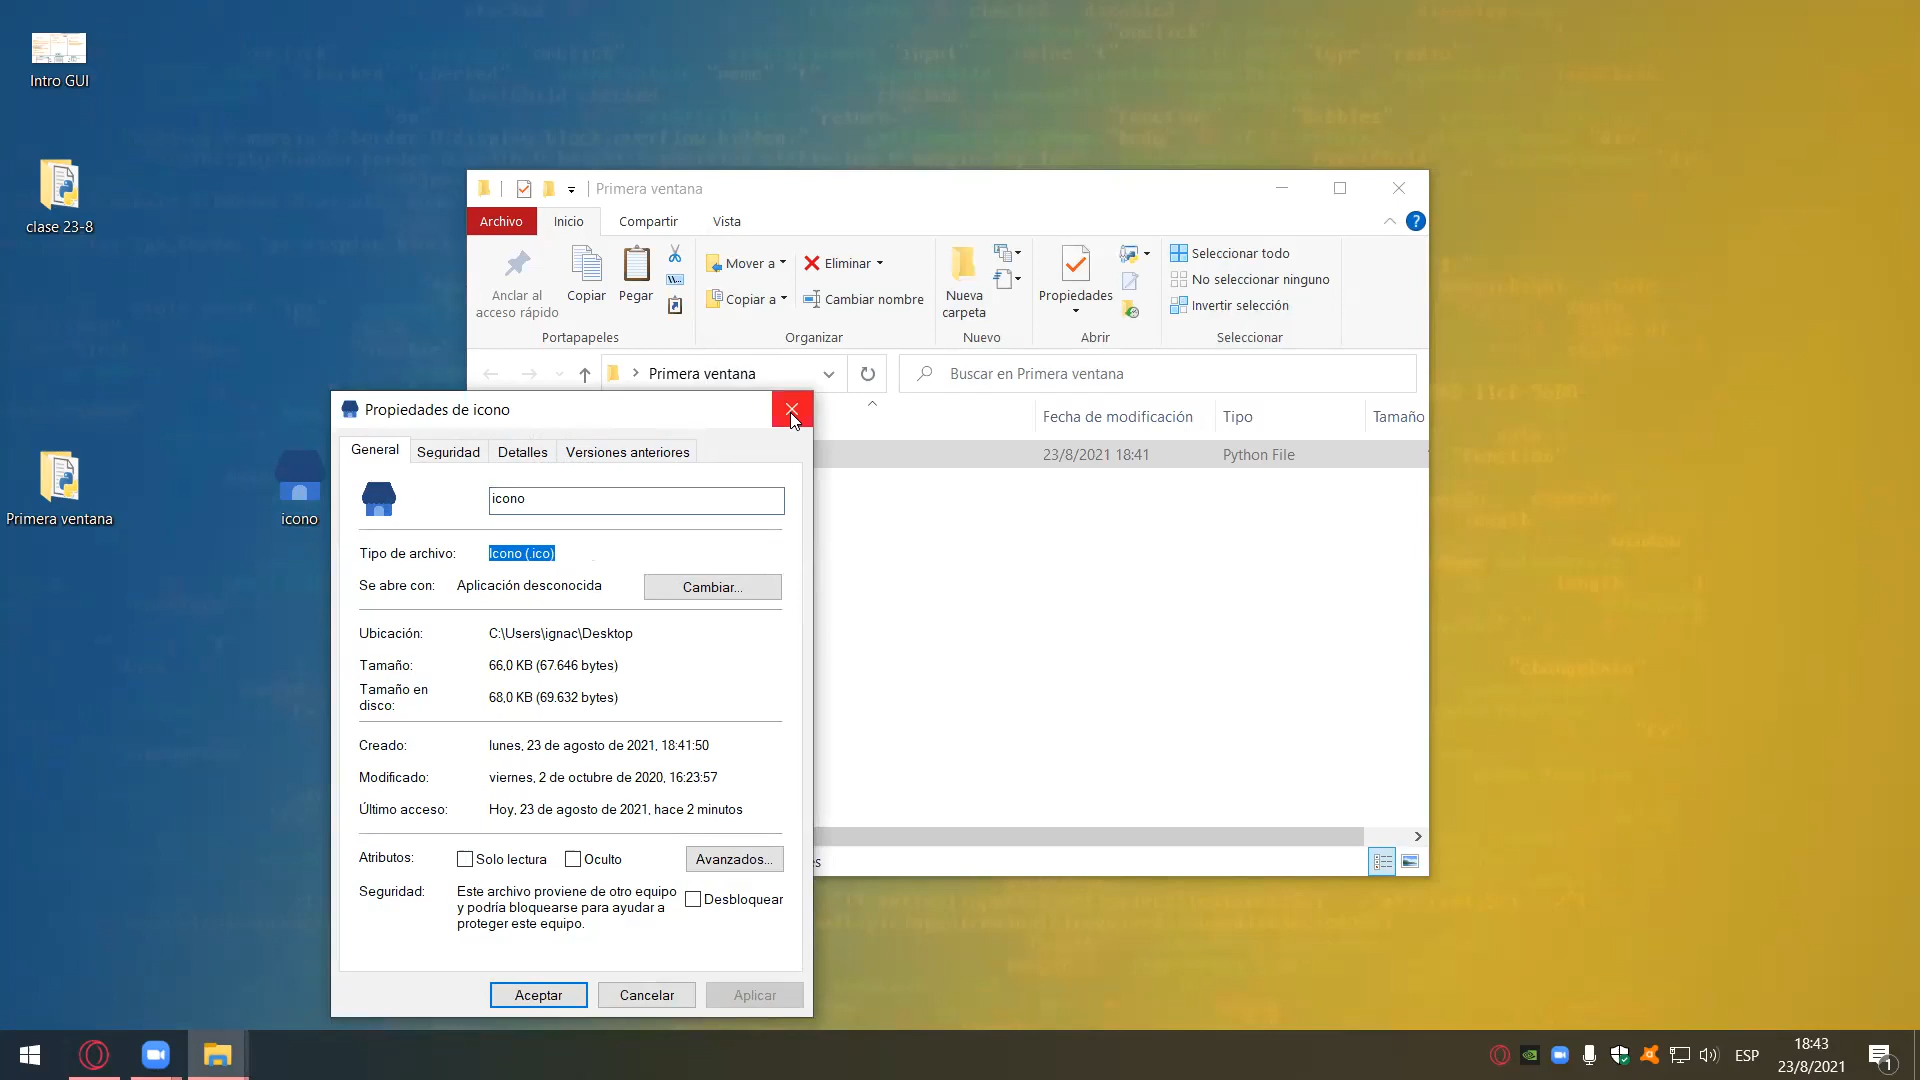 Intro GUI
clase 23-8
Primera ventana
icono
Primera ventana
Archivo
Inicio
Compartir
Vista
Anclar al
acceso rápido
Copiar
Pegar
Portapapeles
Mover a
Copiar a
Eliminar
Cambiar nombre
Organizar
Nueva
carpeta
Nuevo
Propiedades
Abrir
Seleccionar todo
No seleccionar ninguno
Invertir selección
Seleccionar
Primera ventana
Buscar en Primera ventana
Fecha de modificación
Tipo
Tamaño
23/8/2021 18:41
Python File
Propiedades de icono
General
Seguridad
Detalles
Versiones anteriores
icono
Tipo de archivo:
Icono (.ico)
Se abre con:
Aplicación desconocida
Cambiar...
Ubicación:
C:\Users\ignac\Desktop
Tamaño:
66,0 KB (67.646 bytes)
Tamaño en
disco:
68,0 KB (69.632 bytes)
Creado:
lunes, 23 de agosto de 2021, 18:41:50
Modificado:
viernes, 2 de octubre de 2020, 16:23:57
Último acceso:
Hoy, 23 de agosto de 2021, hace 2 minutos
Atributos:
Solo lectura
Oculto
Avanzados...
Seguridad:
Este archivo proviene de otro equipo
y podría bloquearse para ayudar a
proteger este equipo.
Desbloquear
Aceptar
Cancelar
Aplicar
ESP
18:43
23/8/2021
1